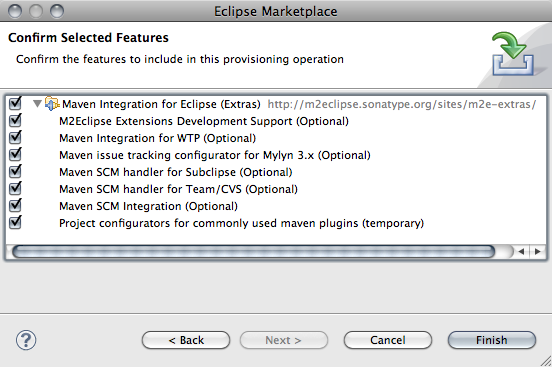 Eclipse Marketplace
Confirm Selected Features
Confirm the features to include in this provisioning operation
Maven Integration for Eclipse (Extras) http://m2eclipse.sonatype.org/sites/m2e-extras/
M2Eclipse Extensions Development Support (Optional)
Maven Integration for WTP (Optional)
Maven issue tracking configurator for Mylyn 3.x (Optional)
Maven SCM handler for Subclipse (Optional)
Maven SCM handler for Team/CVS (Optional)
Maven SCM Integration (Optional)
Project configurators for commonly used maven plugins (temporary)
? < Back Next > Cancel Finish